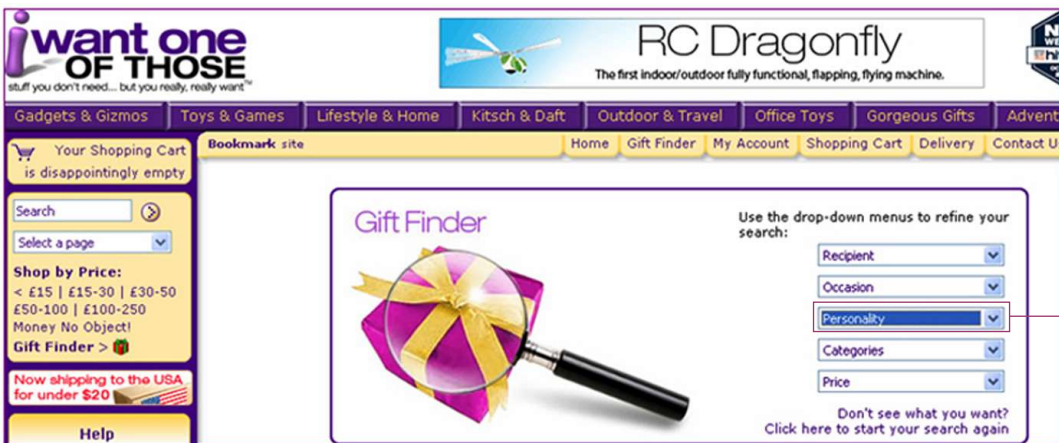 i want one
OF THOSE
stuff you don't need... but you really, really want™
RC Dragonfly
The first indoor/outdoor fully functional, flapping, flying machine.
Gadgets & Gizmos Toys & Games Lifestyle & Home Kitsch & Daft Outdoor & Travel Office Toys Gorgeous Gifts Advent
Your Shopping Cart
is disappointingly empty
Bookmark site Home Gift Finder My Account Shopping Cart Delivery Contact U
Search
Select a page
Shop by Price:
< £15 | £15-30 | £30-50
£50-100 | £100-250
Money No Object!
Gift Finder >
Now shipping to the USA
for under $20
Help
Gift Finder
Use the drop-down menus to refine your
search:
Recipient
Occasion
Personality
Categories
Price
Don't see what you want?
Click here to start your search again